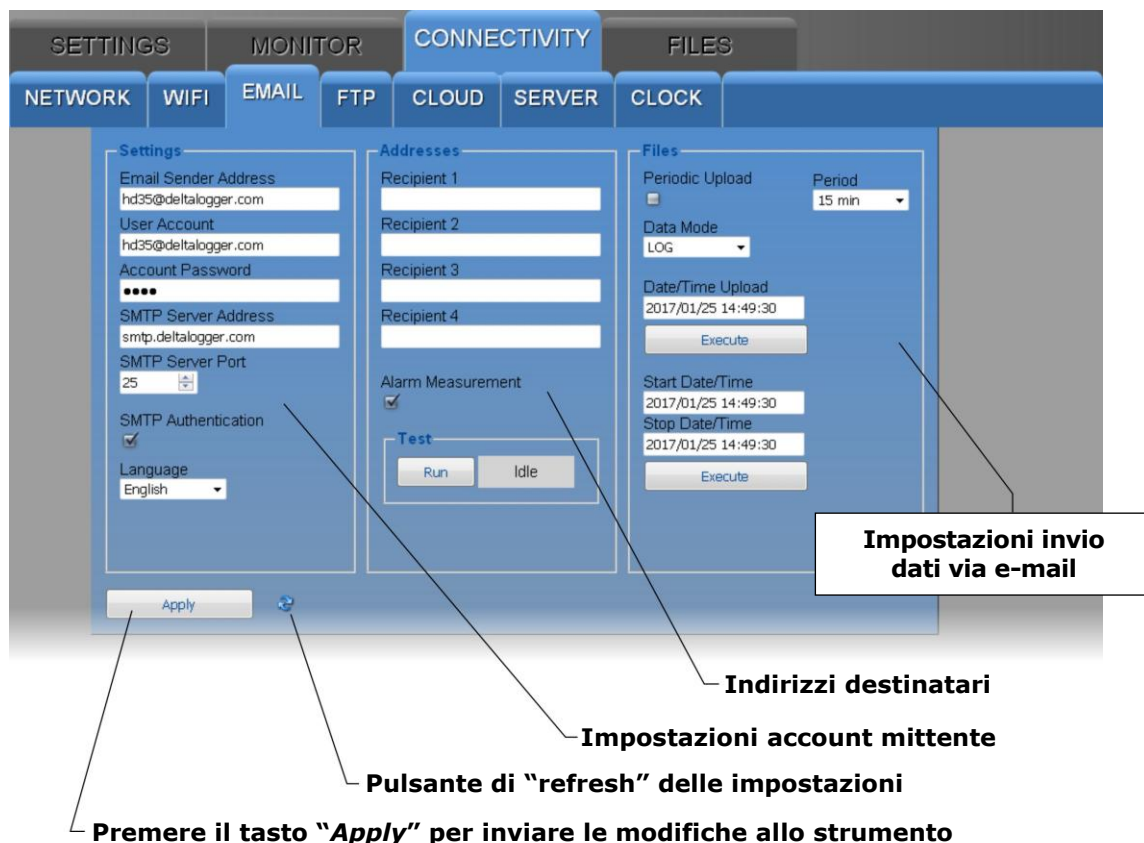 SETTINGS MONITOR CONNECTIVITY FILES
NETWORK WIFI EMAIL FTP CLOUD SERVER CLOCK
Settings
Email Sender Address
hd35@deltalogger.com
User Account
hd35@deltalogger.com
Account Password
••••
SMTP Server Address
smtp.deltalogger.com
SMTP Server Port
25
SMTP Authentication
Language
English
Addresses
Recipient 1
Recipient 2
Recipient 3
Recipient 4
Alarm Measurement
Test
Run Idle
Files
Periodic Upload Period
15 min
Data Mode
LOG
Date/Time Upload
2017/01/25 14:49:30
Execute
Start Date/Time
2017/01/25 14:49:30
Stop Date/Time
2017/01/25 14:49:30
Execute
Apply
Impostazioni invio
dati via e-mail
Indirizzi destinatari
Impostazioni account mittente
Pulsante di “refresh” delle impostazioni
Premere il tasto “Apply” per inviare le modifiche allo strumento